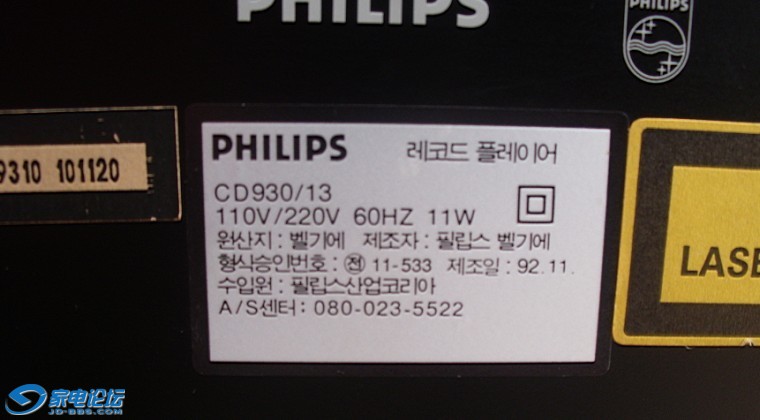 PHILIPS
PHILIPS
9310 101120
PHILIPS 레코드 플레이어
CD930/13
110V/220V 60HZ 11W
원산지 : 벨기에 제조자 : 필립스 벨기에
형식승인번호 : ㉠ 11-533 제조일 : 92.11.
수입원 : 필립스산업코리아
A/S센터 : 080-023-5522
LASE
家电论坛
JD-BBS.COM